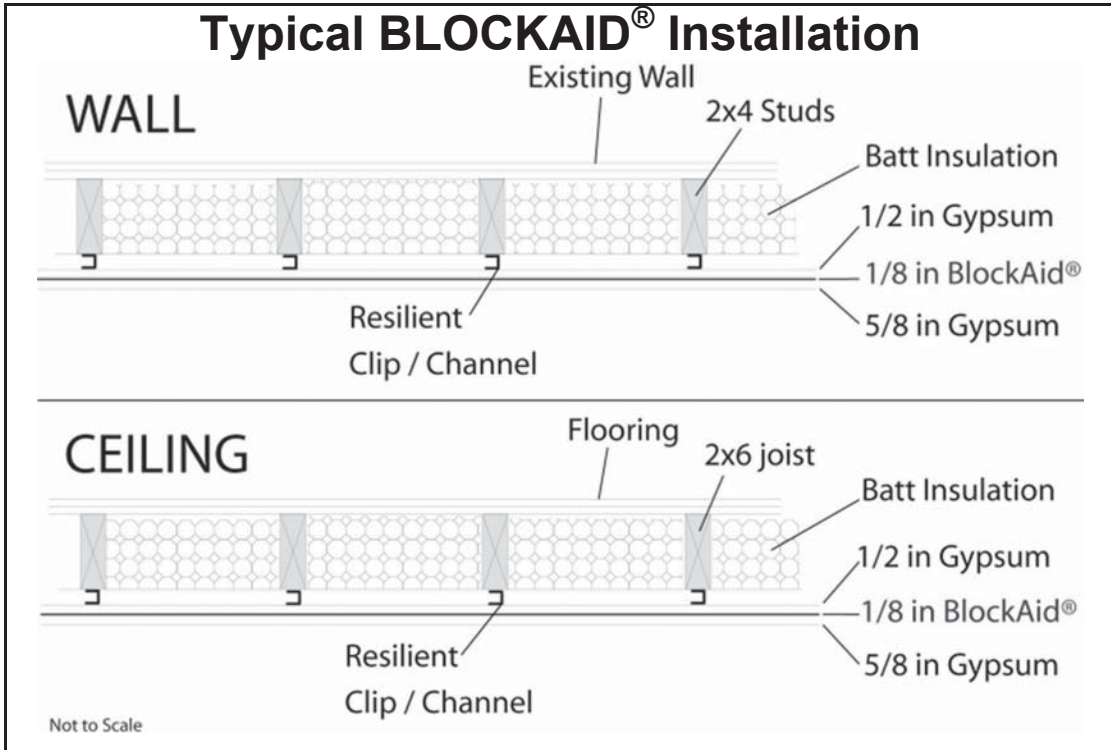 Typical BLOCKAID® Installation
WALL
Existing Wall
2x4 Studs
Batt Insulation
1/2 in Gypsum
1/8 in BlockAid®
5/8 in Gypsum
Resilient
Clip / Channel
CEILING
Flooring
2x6 joist
Batt Insulation
1/2 in Gypsum
1/8 in BlockAid®
5/8 in Gypsum
Resilient
Clip / Channel
Not to Scale